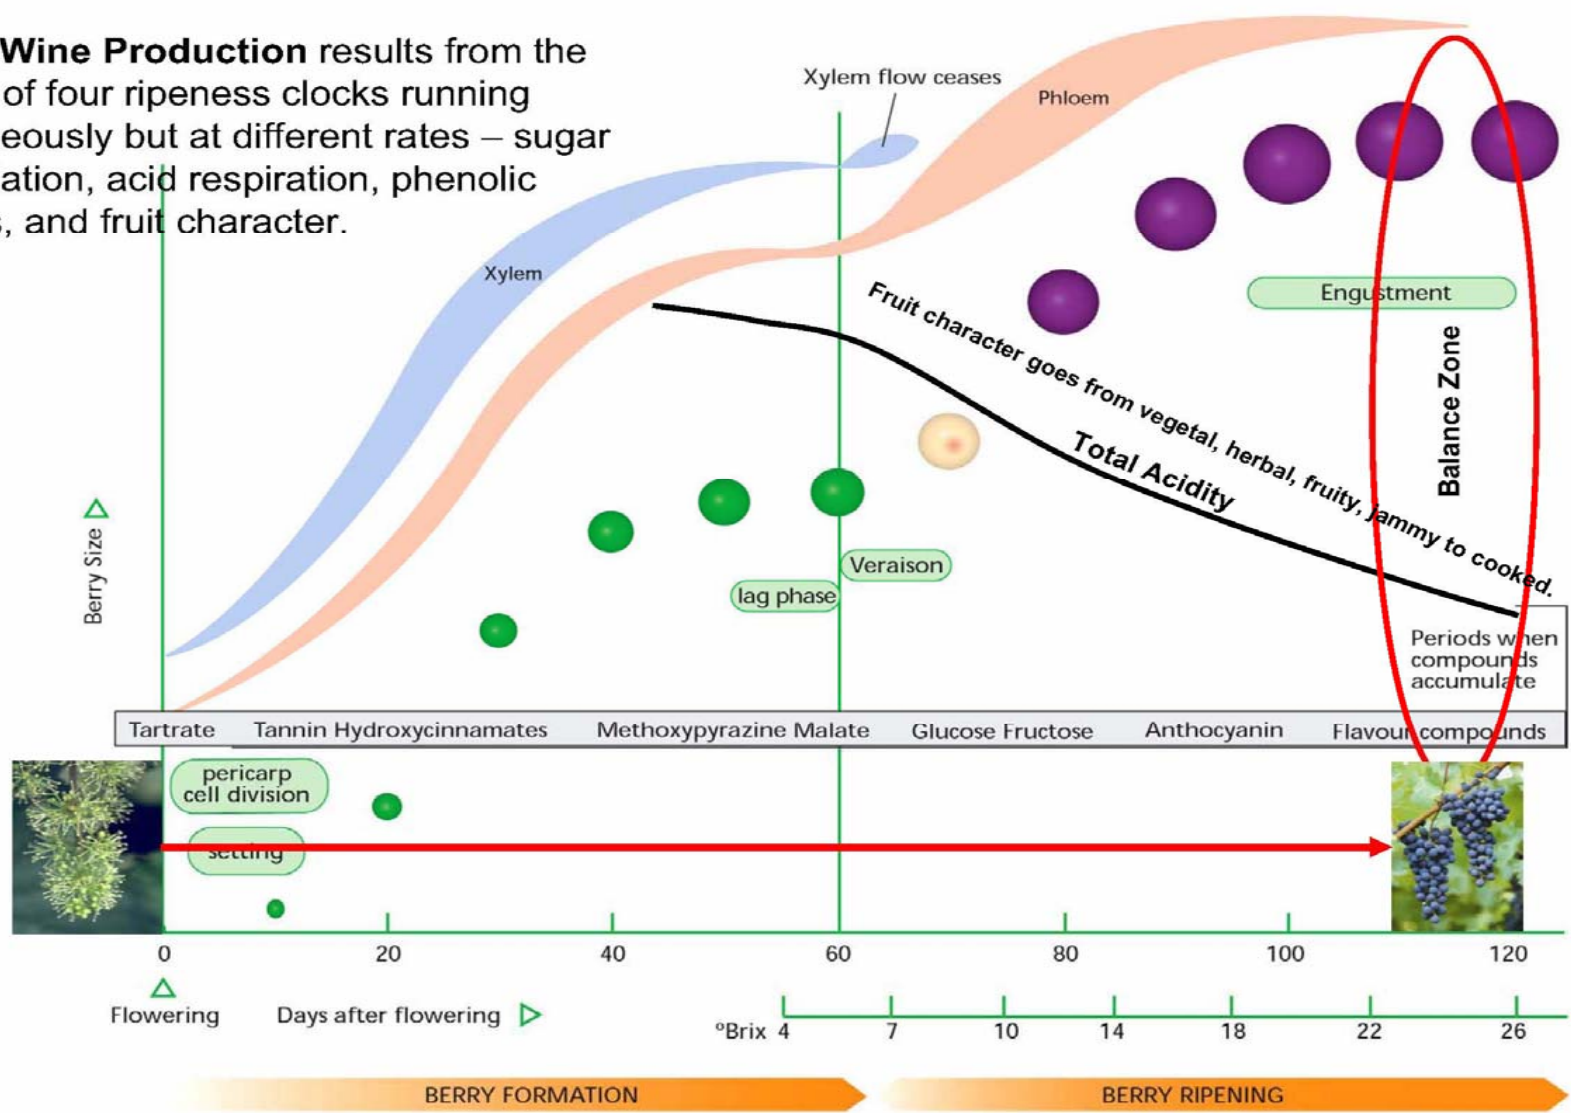 Wine Production results from the
of four ripeness clocks running
eously but at different rates – sugar
ation, acid respiration, phenolic
s, and fruit character.
Xylem flow ceases
Phloem
Xylem
Fruit character goes from vegetal, herbal, fruity, jammy to cooked.
Total Acidity
Engustment
Balance Zone
Berry Size
Veraison
lag phase
Periods when
compounds
accumulate
Tartrate Tannin Hydroxycinnamates Methoxypyrazine Malate Glucose Fructose Anthocyanin Flavour compounds
pericarp
cell division
setting
0 20 40 60 80 100 120
Flowering Days after flowering
ºBrix 4 7 10 14 18 22 26
BERRY FORMATION BERRY RIPENING